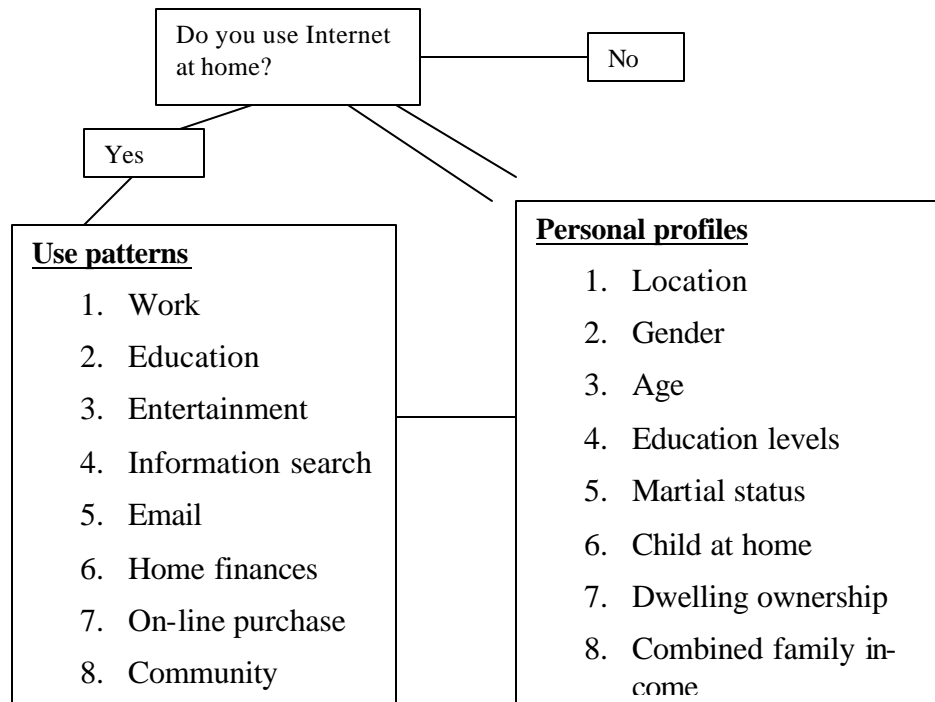 Do you use Internet
at home?
No
Yes
Use patterns
1. Work
2. Education
3. Entertainment
4. Information search
5. Email
6. Home finances
7. On-line purchase
8. Community
Personal profiles
1. Location
2. Gender
3. Age
4. Education levels
5. Martial status
6. Child at home
7. Dwelling ownership
8. Combined family in-
come